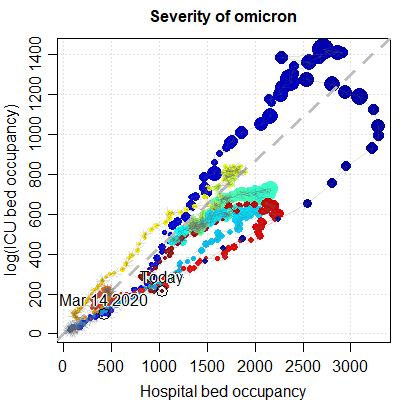 Severity of omicron
log(ICU bed occupancy)
1400
1200
1000
800
600
400
200
0
Today
Mar 14 2020
0 500 1000 1500 2000 2500 3000
Hospital bed occupancy